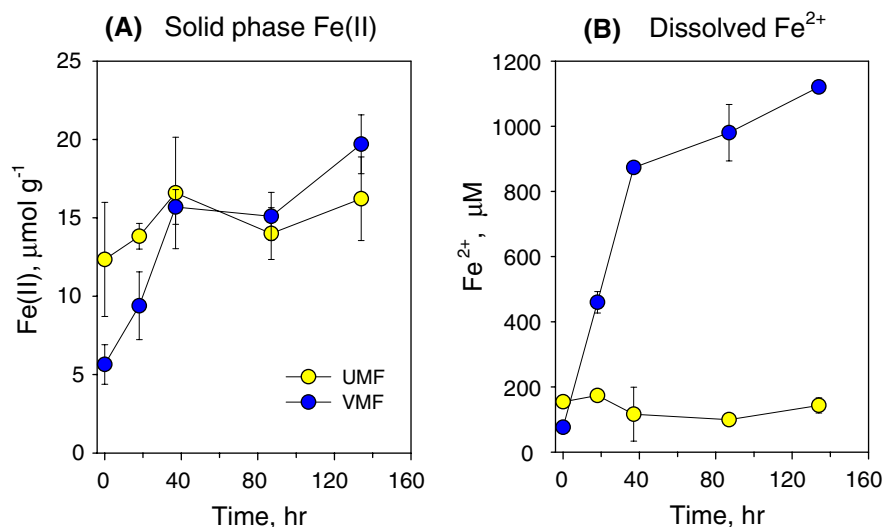 (A) Solid phase Fe(II)
25
20
15
10
5
0
Fe(II), μmol g⁻¹
UMF
VMF
0 40 80 120 160
Time, hr
(B) Dissolved Fe²⁺
1200
1000
800
600
400
200
0
Fe²⁺, μM
0 40 80 120 160
Time, hr